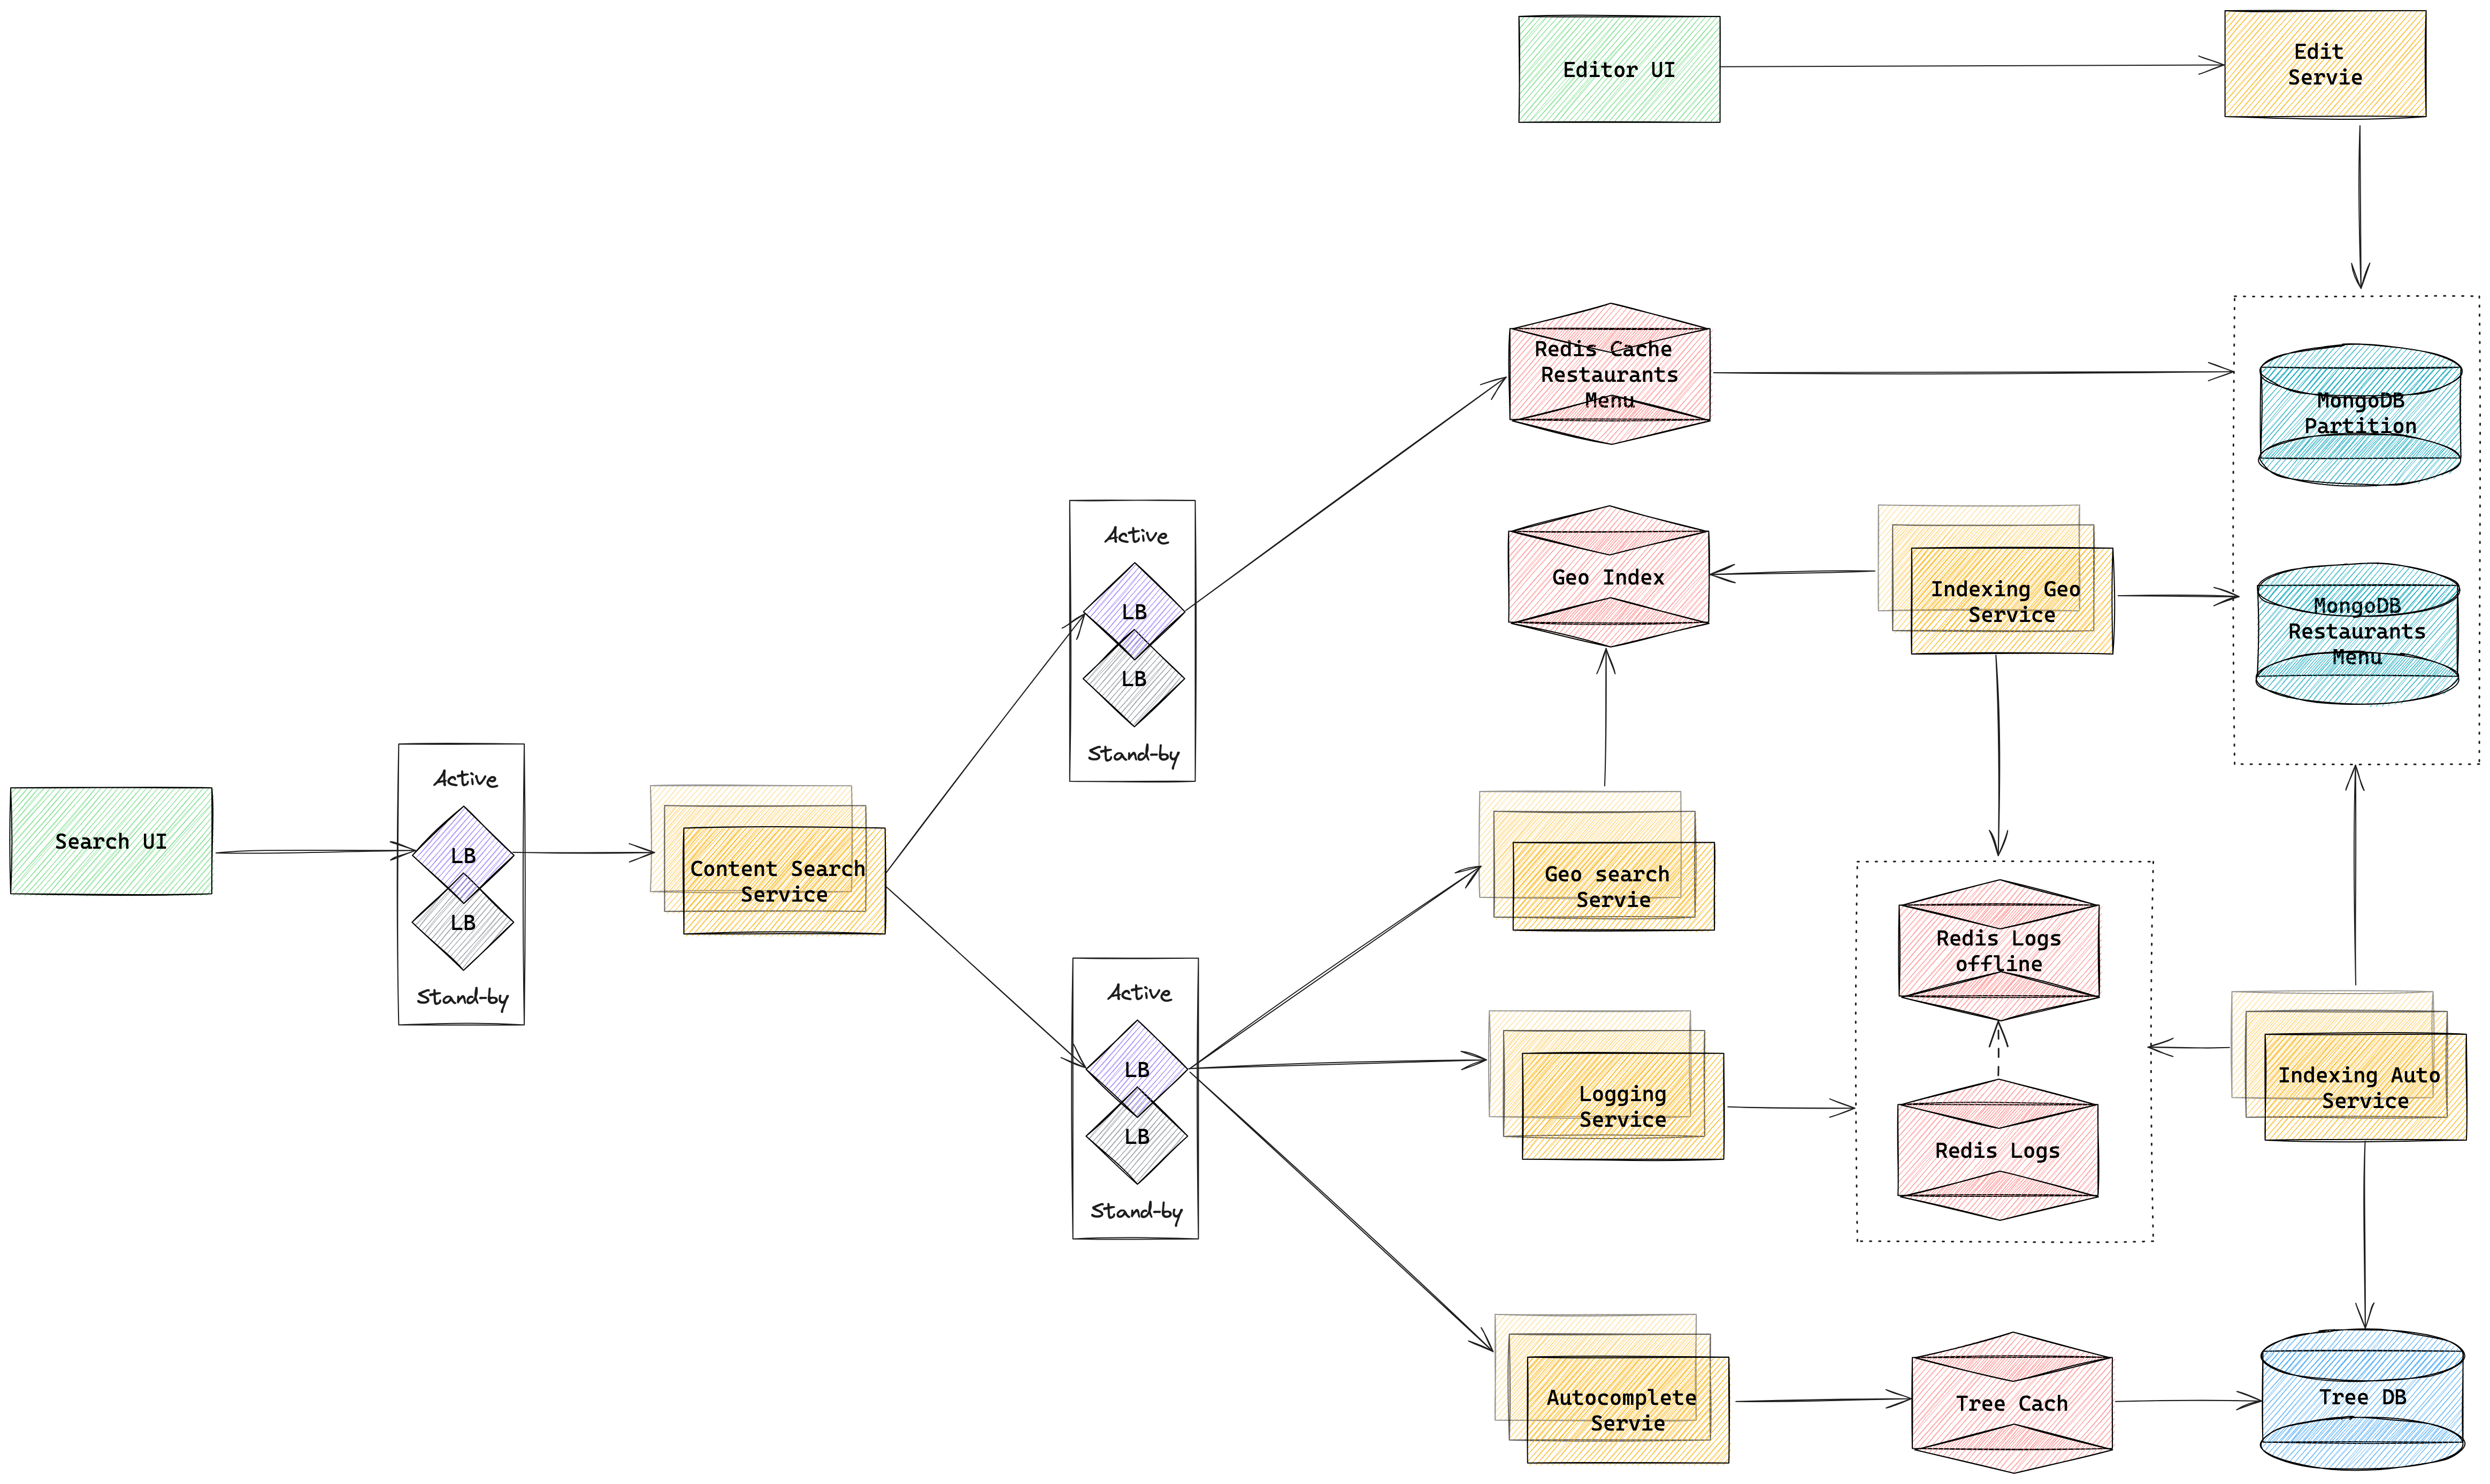 Editor UI
Edit
Servie
Redis Cache
Restaurants
Menu
MongoDB
Partition
Active
LB
LB
Stand-by
Geo Index
Indexing Geo
Service
MongoDB
Restaurants
Menu
Search UI
Active
LB
LB
Stand-by
Content Search
Service
Geo search
Servie
Redis Logs
offline
Active
LB
LB
Stand-by
Logging
Service
Redis Logs
Indexing Auto
Service
Autocomplete
Servie
Tree Cach
Tree DB